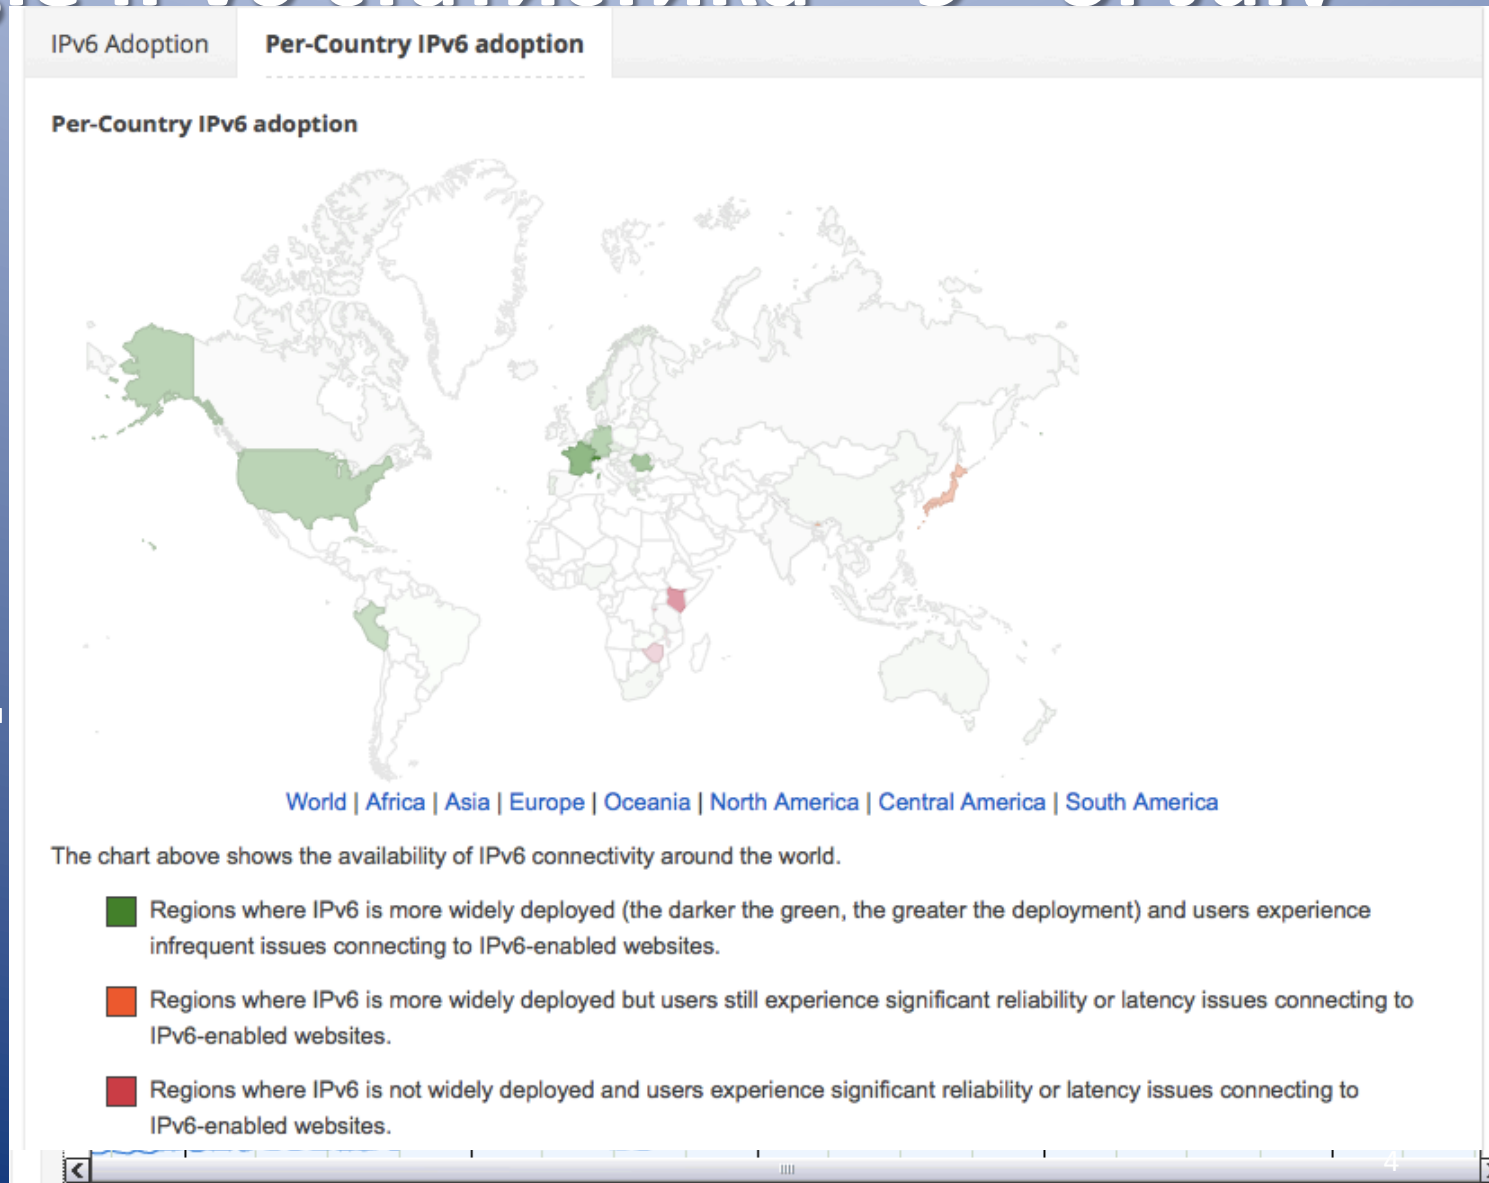 IPv6 Adoption
Per-Country IPv6 adoption
Per-Country IPv6 adoption
World | Africa | Asia | Europe | Oceania | North America | Central America | South America
The chart above shows the availability of IPv6 connectivity around the world.
Regions where IPv6 is more widely deployed (the darker the green, the greater the deployment) and users experience
infrequent issues connecting to IPv6-enabled websites.
Regions where IPv6 is more widely deployed but users still experience significant reliability or latency issues connecting to
IPv6-enabled websites.
Regions where IPv6 is not widely deployed and users experience significant reliability or latency issues connecting to
IPv6-enabled websites.
4